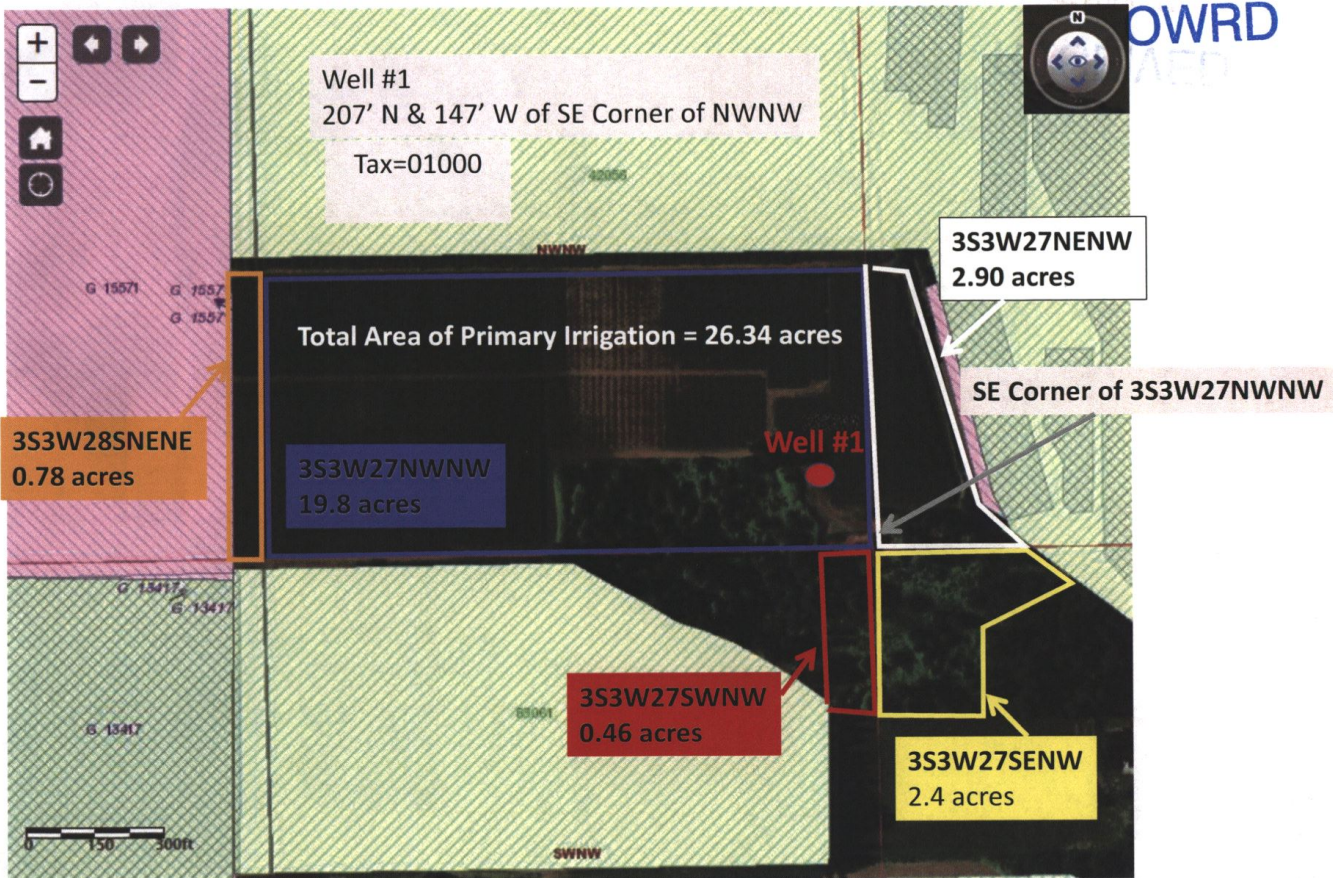 OWRD
N
Well #1
207’ N & 147’ W of SE Corner of NWNW
Tax=01000
42056
NWNW
3S3W27NENW
2.90 acres
G 15571
G 1557
G 1557
Total Area of Primary Irrigation = 26.34 acres
SE Corner of 3S3W27NWNW
3S3W28SNENE
0.78 acres
Well #1
3S3W27NWNW
19.8 acres
G 13417
G 13417
3S3W27SWNW
0.46 acres
83061
G 13417
3S3W27SENW
2.4 acres
0 150 300ft
SWNW